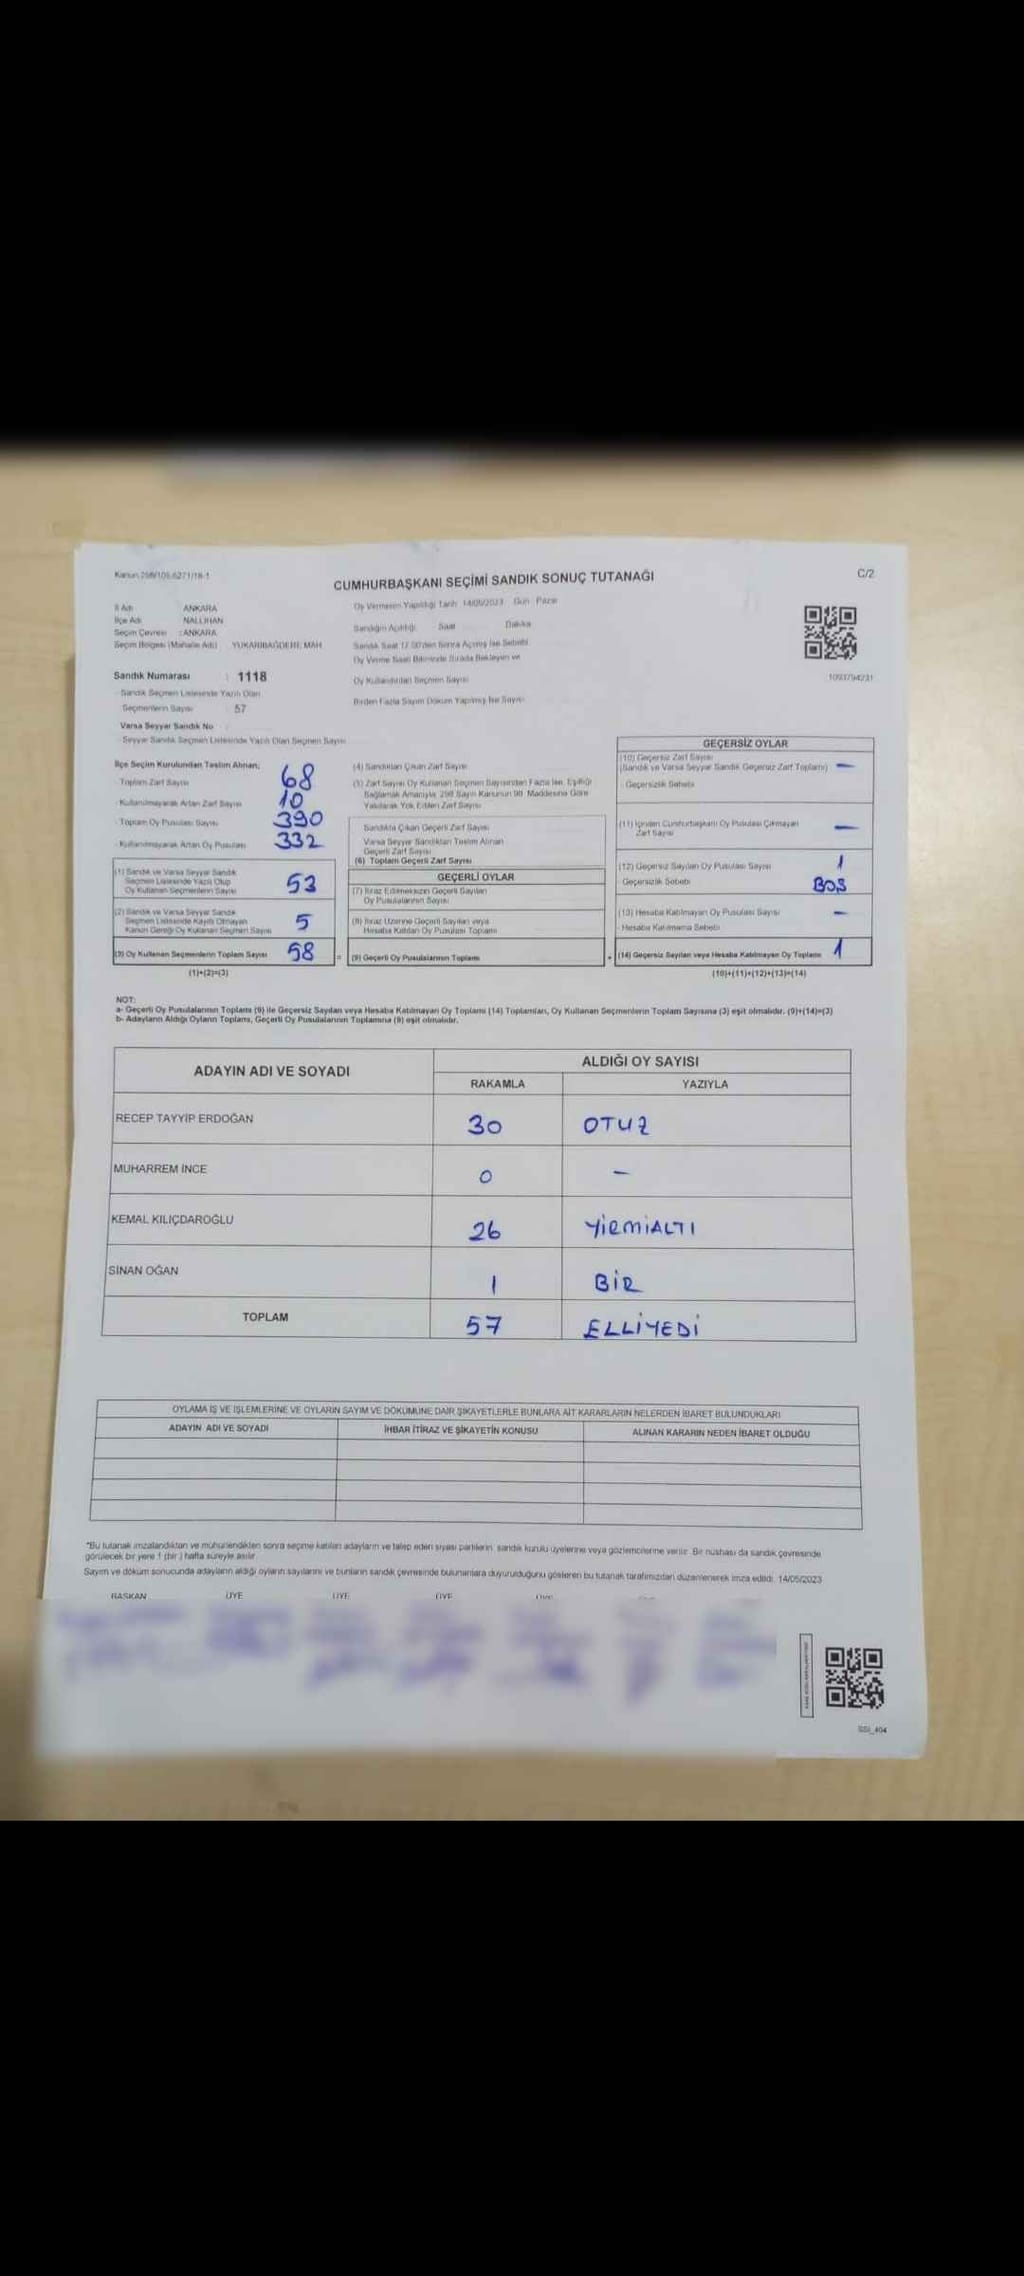 Kanun 298/105,6271/18-1
C/2
CUMHURBAŞKANI SEÇİMİ SANDIK SONUÇ TUTANAĞI
İl Adı ANKARA
İlçe Adı NALLIHAN
Seçim Çevresi : ANKARA
Seçim Bölgesi (Mahalle Adı) YUKARIBAĞDERE MAH.
Sandık Numarası : 1118
Sandık Seçmen Listesinde Yazılı Olan
Seçmenlerin Sayısı : 57
Varsa Seyyar Sandık No
Seyyar Sandık Seçmen Listesinde Yazılı Olan Seçmen Sayısı
Oy Vermenin Yapıldığı Tarih 14/05/2023 Gün: Pazar
Sandığın Açıldığı Saat Dakika
Sandık Saat 17.00'den Sonra Açılmış İse Sebebi
Oy Verme Saati Bitiminde Sırada Bekleyen ve
Oy Kullandırılan Seçmen Sayısı
Birden Fazla Sayım Döküm Yapılmış İse Sayısı
1093794231
İlçe Seçim Kurulundan Teslim Alınan;
Toplam Zarf Sayısı 68
Kullanılmayarak Artan Zarf Sayısı 10
Toplam Oy Pusulası Sayısı 390
Kullanılmayarak Artan Oy Pusulası 332
(1) Sandık ve Varsa Seyyar Sandık
Seçmen Listesinde Yazılı Olup
Oy Kullanan Seçmenlerin Sayısı 53
(2) Sandık ve Varsa Seyyar Sandık
Seçmen Listesinde Kayıtlı Olmayan
Kanun Gereği Oy Kullanan Seçmen Sayısı 5
(3) Oy Kullanan Seçmenlerin Toplam Sayısı 58 =
(1)+(2)=(3)
(4) Sandıktan Çıkan Zarf Sayısı
(5) Zarf Sayısı Oy Kullanan Seçmen Sayısından Fazla İse, Eşitliği
Sağlamak Amacıyla, 298 Sayılı Kanunun 98. Maddesine Göre
Yakılarak Yok Edilen Zarf Sayısı
Sandıkta Çıkan Geçerli Zarf Sayısı
Varsa Seyyar Sandıktan Teslim Alınan
Geçerli Zarf Sayısı
(6) Toplam Geçerli Zarf Sayısı
GEÇERLİ OYLAR
(7) İtiraz Edilmeksizin Geçerli Sayılan
Oy Pusulalarının Sayısı
(8) İtiraz Üzerine Geçerli Sayılan veya
Hesaba Katılan Oy Pusulası Toplamı
(9) Geçerli Oy Pusulalarının Toplamı +
GEÇERSİZ OYLAR
(10) Geçersiz Zarf Sayısı
(Sandık ve Varsa Seyyar Sandık Geçersiz Zarf Toplamı) —
Geçersizlik Sebebi
(11) İçinden Cumhurbaşkanı Oy Pusulası Çıkmayan
Zarf Sayısı —
(12) Geçersiz Sayılan Oy Pusulası Sayısı 1
Geçersizlik Sebebi BOŞ
(13) Hesaba Katılmayan Oy Pusulası Sayısı —
Hesaba Katılmama Sebebi
(14) Geçersiz Sayılan veya Hesaba Katılmayan Oy Toplamı 1
(10)+(11)+(12)+(13)=(14)
NOT:
a- Geçerli Oy Pusulalarının Toplamı (9) ile Geçersiz Sayılan veya Hesaba Katılmayan Oy Toplamı (14) Toplamları, Oy Kullanan Seçmenlerin Toplam Sayısına (3) eşit olmalıdır. (9)+(14)=(3)
b- Adayların Aldığı Oyların Toplamı, Geçerli Oy Pusulalarının Toplamına (9) eşit olmalıdır.
ADAYIN ADI VE SOYADI ALDIĞI OY SAYISI
RAKAMLA YAZIYLA
RECEP TAYYİP ERDOĞAN 30 OTUZ
MUHARREM İNCE 0 —
KEMAL KILIÇDAROĞLU 26 YİRMİALTI
SİNAN OĞAN 1 BİR
TOPLAM 57 ELLİYEDİ
OYLAMA İŞ VE İŞLEMLERİNE VE OYLARIN SAYIM VE DÖKÜMÜNE DAİR ŞİKAYETLERLE BUNLARA AİT KARARLARIN NELERDEN İBARET BULUNDUKLARI
ADAYIN ADI VE SOYADI İHBAR İTİRAZ VE ŞİKAYETİN KONUSU ALINAN KARARIN NEDEN İBARET OLDUĞU
"Bu tutanak imzalandıktan ve mühürlendikten sonra seçime katılan adayların ve talep eden siyasi partilerin sandık kurulu üyelerine veya gözlemcilerine verilir. Bir nüshası da sandık çevresinde
görülecek bir yere 1 (bir) hafta süreyle asılır.
Sayım ve döküm sonucunda adayların aldığı oyların sayılarını ve bunların sandık çevresinde bulunanlara duyurulduğunu gösteren bu tutanak tarafımızdan düzenlenerek imza edildi. 14/05/2023
BAŞKAN ÜYE ÜYE ÜYE
SSI_404